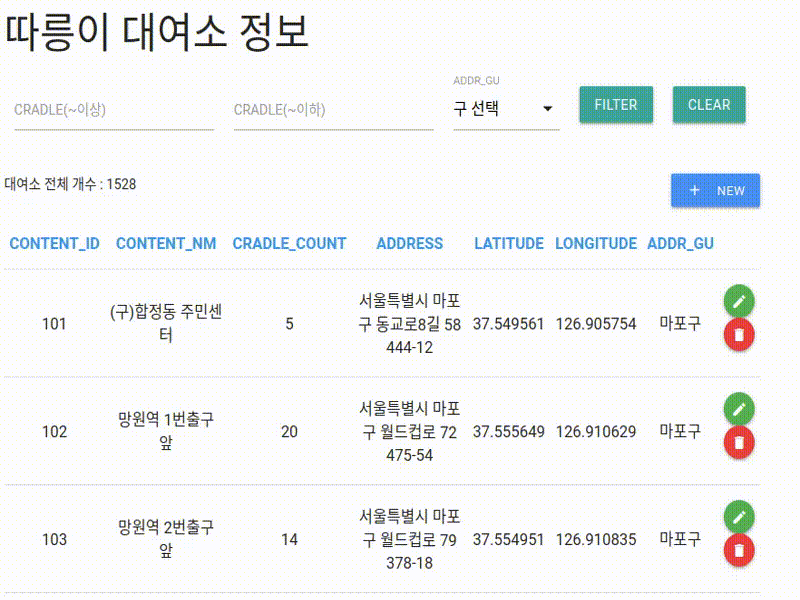 따릉이 대여소 정보
ADDR_GU
CRADLE(~이상) CRADLE(~이하) 구 선택 FILTER CLEAR
대여소 전체 개수 : 1528 + NEW
CONTENT_ID CONTENT_NM CRADLE_COUNT ADDRESS LATITUDE LONGITUDE ADDR_GU
101 (구)합정동 주민센터 5 서울특별시 마포구 동교로8길 58 444-12 37.549561 126.905754 마포구
102 망원역 1번출구 앞 20 서울특별시 마포구 월드컵로 72 475-54 37.555649 126.910629 마포구
103 망원역 2번출구 앞 14 서울특별시 마포구 월드컵로 79 378-18 37.554951 126.910835 마포구